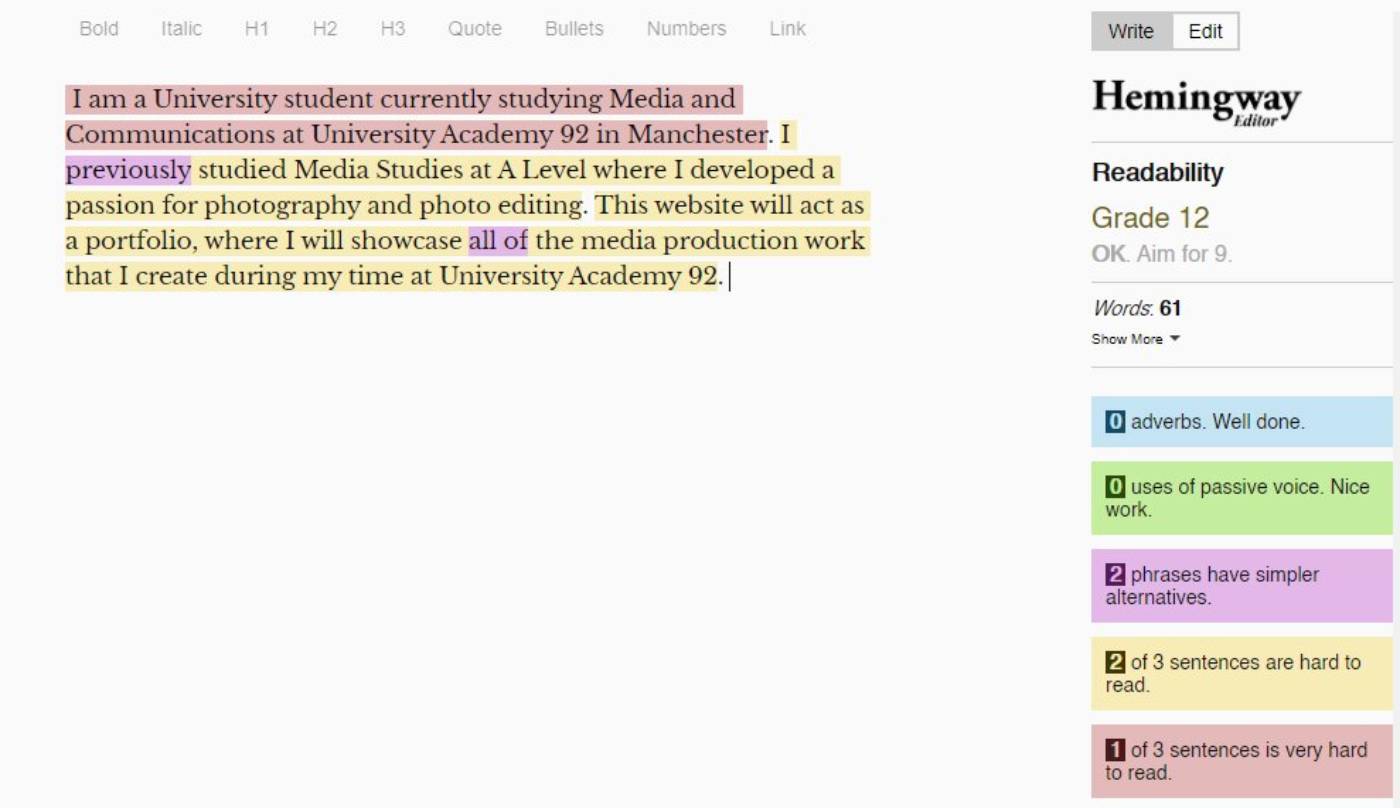 Bold Italic H1 H2 H3 Quote Bullets Numbers Link
I am a University student currently studying Media and
Communications at University Academy 92 in Manchester. I
previously studied Media Studies at A Level where I developed a
passion for photography and photo editing. This website will act as
a portfolio, where I will showcase all of the media production work
that I create during my time at University Academy 92.
Write Edit
Hemingway
Editor
Readability
Grade 12
OK. Aim for 9.
Words: 61
Show More
0 adverbs. Well done.
0 uses of passive voice. Nice
work.
2 phrases have simpler
alternatives.
2 of 3 sentences are hard to
read.
1 of 3 sentences is very hard
to read.